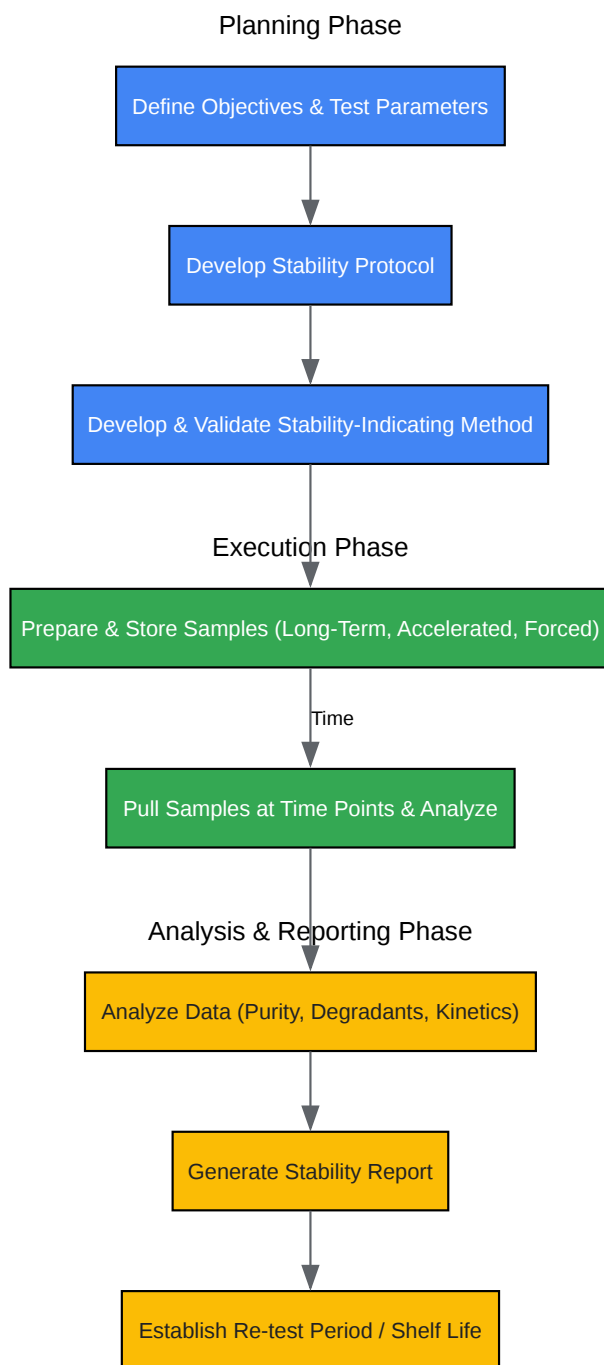 Planning Phase
Define Objectives & Test Parameters
Develop Stability Protocol
Develop & Validate Stability-Indicating Method
Execution Phase
Prepare & Store Samples (Long-Term, Accelerated, Forced)
Time
Pull Samples at Time Points & Analyze
Analysis & Reporting Phase
Analyze Data (Purity, Degradants, Kinetics)
Generate Stability Report
Establish Re-test Period / Shelf Life